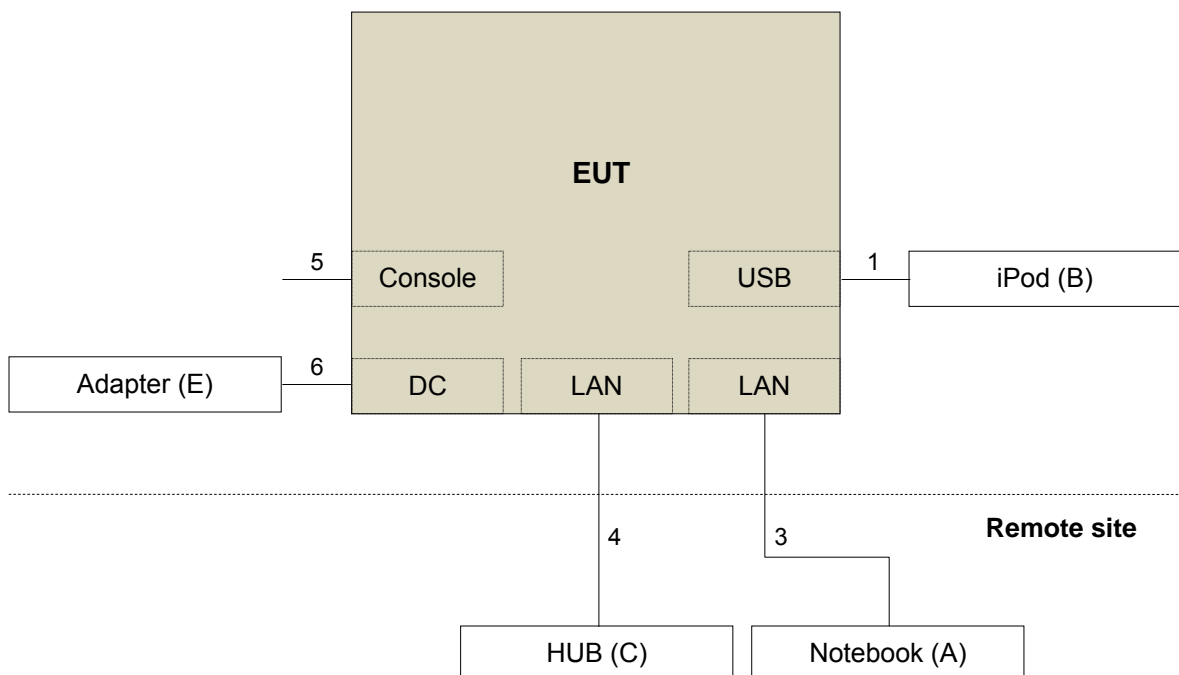 EUT
5
Console
USB
1
iPod (B)
Adapter (E)
6
DC
LAN
LAN
4
3
Remote site
HUB (C)
Notebook (A)